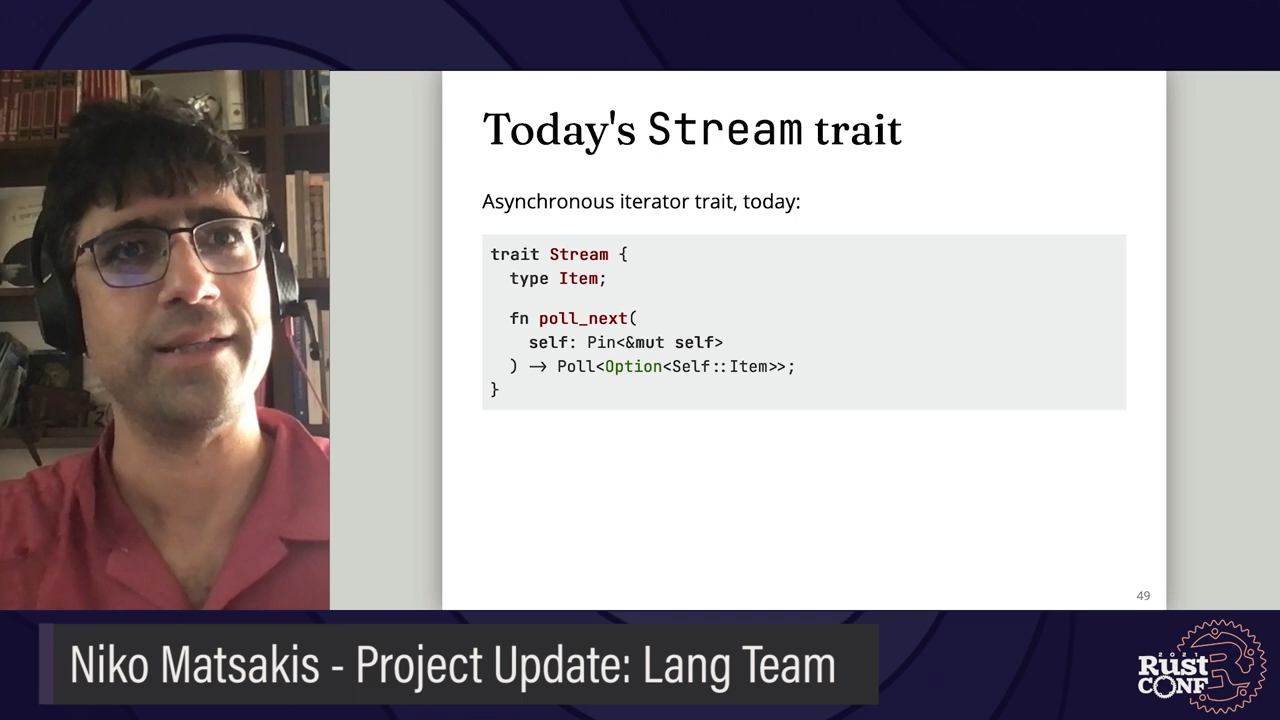 Today's Stream trait
Asynchronous iterator trait, today:
trait Stream {
  type Item;
  fn poll_next(
    self: Pin<&mut self>
  ) → Poll<Option<Self::Item>>;
}
49
Niko Matsakis - Project Update: Lang Team
Rust
CONF